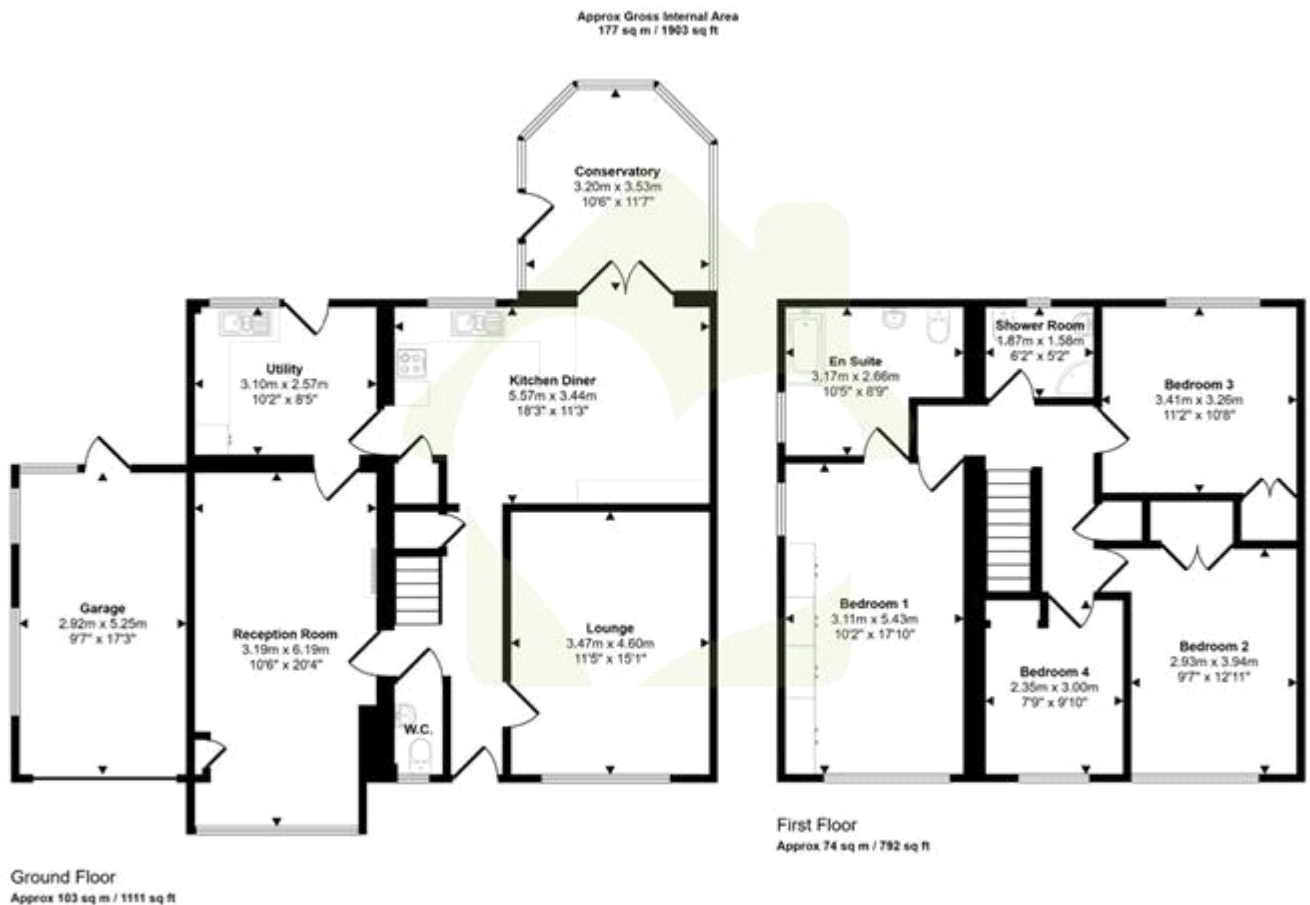 Approx Gross Internal Area
177 sq m / 1903 sq ft
Conservatory
3.20m x 3.53m
10'6" x 11'7"
Utility
3.10m x 2.57m
10'2" x 8'5"
Kitchen Diner
5.57m x 3.44m
18'3" x 11'3"
Garage
2.92m x 5.25m
9'7" x 17'3"
Reception Room
3.19m x 6.19m
10'6" x 20'4"
Lounge
3.47m x 4.60m
11'5" x 15'1"
W.C.
Ground Floor
Approx 103 sq m / 1111 sq ft
En Suite
3.17m x 2.66m
10'5" x 8'9"
Shower Room
1.87m x 1.58m
6'2" x 5'2"
Bedroom 3
3.41m x 3.26m
11'2" x 10'8"
Bedroom 1
3.11m x 5.43m
10'2" x 17'10"
Bedroom 4
2.35m x 3.00m
7'9" x 9'10"
Bedroom 2
2.93m x 3.94m
9'7" x 12'11"
First Floor
Approx 74 sq m / 792 sq ft